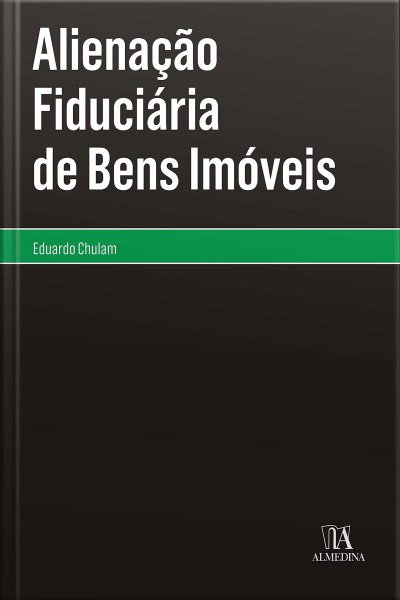 Alienação
Fiduciária
de Bens Imóveis
Eduardo Chulam
ALMEDINA